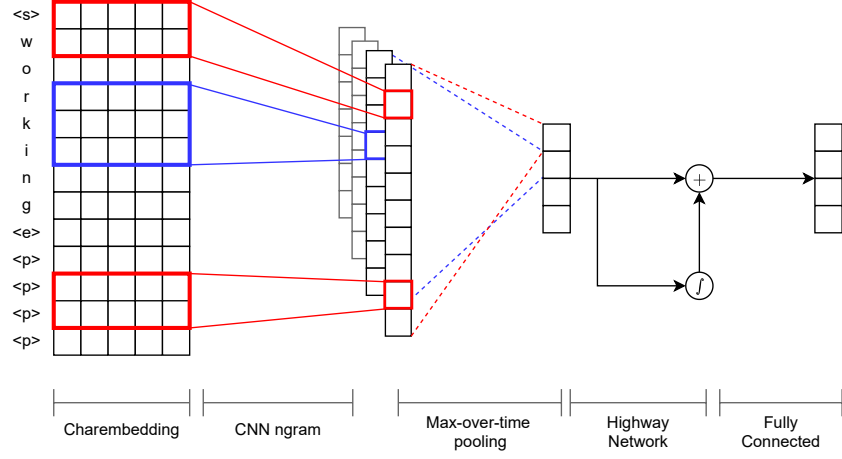 <s>
w
o
r
k
i
n
g
<e>
<p>
<p>
<p>
<p>
+
∫
Charembedding
CNN ngram
Max-over-time
pooling
Highway
Network
Fully
Connected